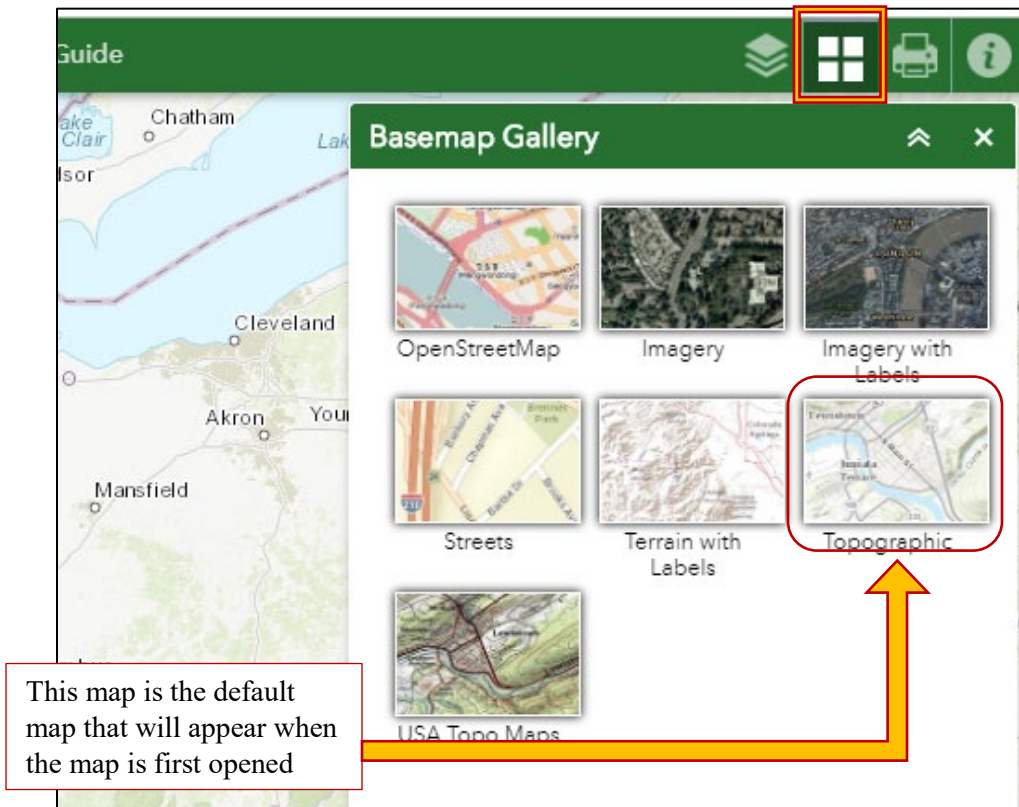 Guide
Chatham
ake
Clair
Lak
lsor
Cleveland
Akron
You
Mansfield
Basemap Gallery
OpenStreetMap
Imagery
Imagery with
Labels
Streets
Terrain with
Labels
Topographic
USA Topo Maps
This map is the default
map that will appear when
the map is first opened